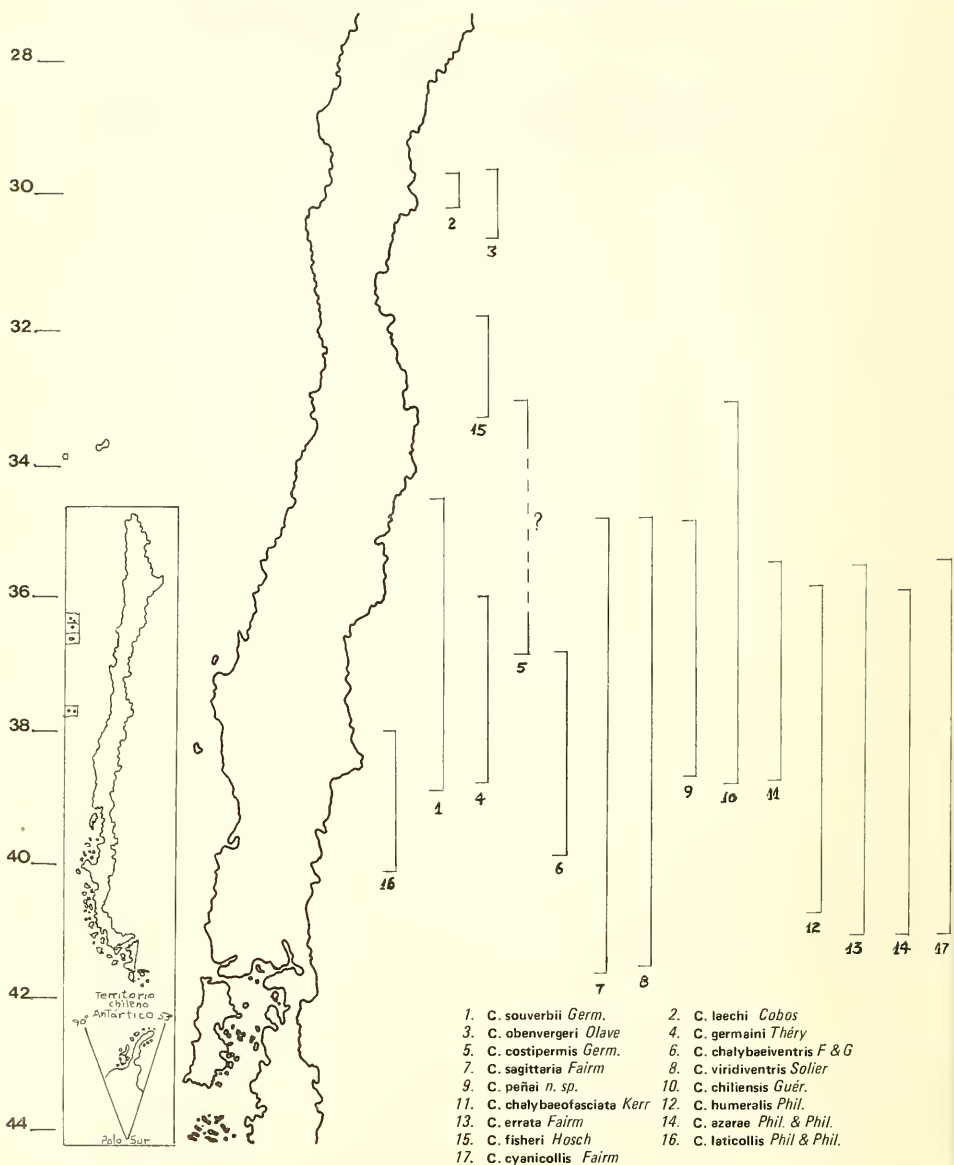 28
30
32
34
36
38
40
42
44
2
3
15
?
5
1
4
9
10
11
6
16
12
13
14
17
7
8
Territorio
chileno
Antártico
90° 53
Polo Sur
1. C. souverbii Germ. 2. C. laechi Cobos
3. C. obenvergeri Olave 4. C. germaini Théry
5. C. costipermis Germ. 6. C. chalybaeiventris F & G
7. C. sagittaria Fairm 8. C. viridiventris Solier
9. C. peñai n. sp. 10. C. chiliensis Guér.
11. C. chalybaeofasciata Kerr 12. C. humeralis Phil.
13. C. errata Fairm 14. C. azarae Phil. & Phil.
15. C. fisheri Hosch 16. C. laticollis Phil & Phil.
17. C. cyanicollis Fairm